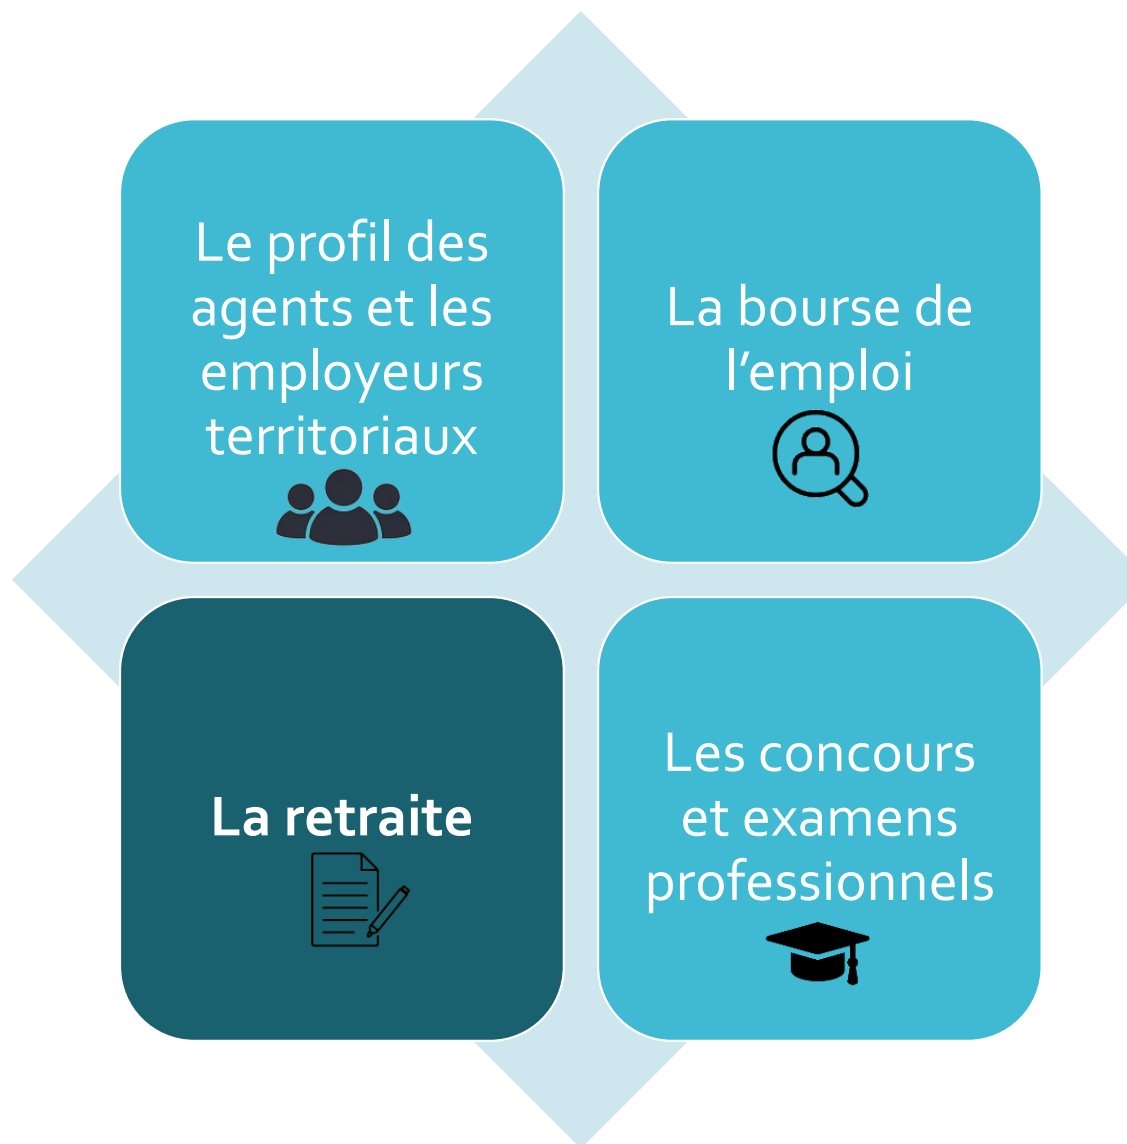 Le profil des
agents et les
employeurs
territoriaux
La bourse de
l’emploi
La retraite
Les concours
et examens
professionnels